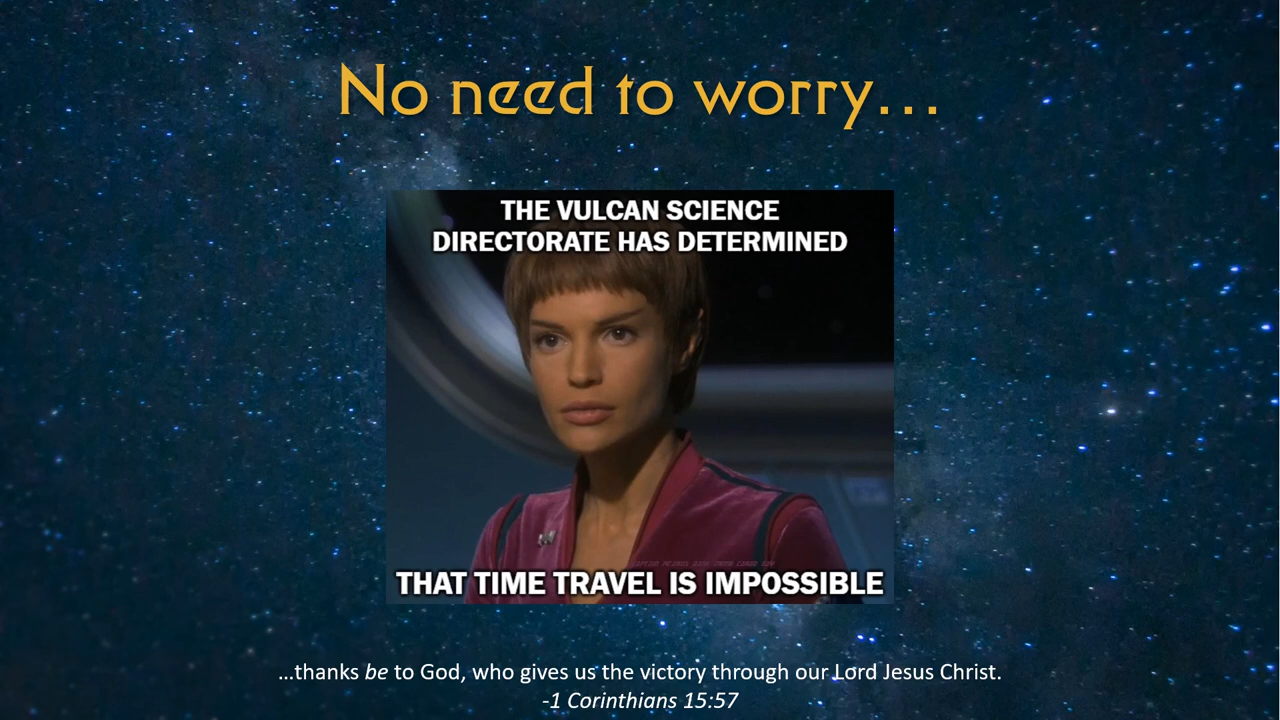 No need to worry...
THE VULCAN SCIENCE
DIRECTORATE HAS DETERMINED
THAT TIME TRAVEL IS IMPOSSIBLE
...thanks be to God, who gives us the victory through our Lord Jesus Christ.
-1 Corinthians 15:57